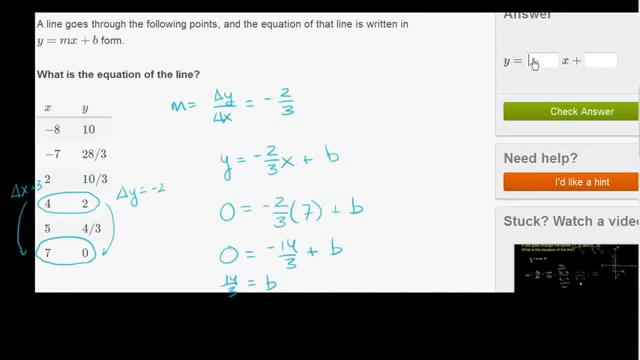 A line goes through the following points, and the equation of that line is written in
y = mx + b form.
What is the equation of the line?
x y
−8 10
−7 28/3
2 10/3
4 2
5 4/3
7 0
Δx=3
Δy=−2
m = Δy/Δx = −2/3
y = −2/3 x + b
0 = −2/3 (7) + b
0 = −14/3 + b
14/3 = b
Answer
y = x +
Check Answer
Need help?
I'd like a hint
Stuck? Watch a video